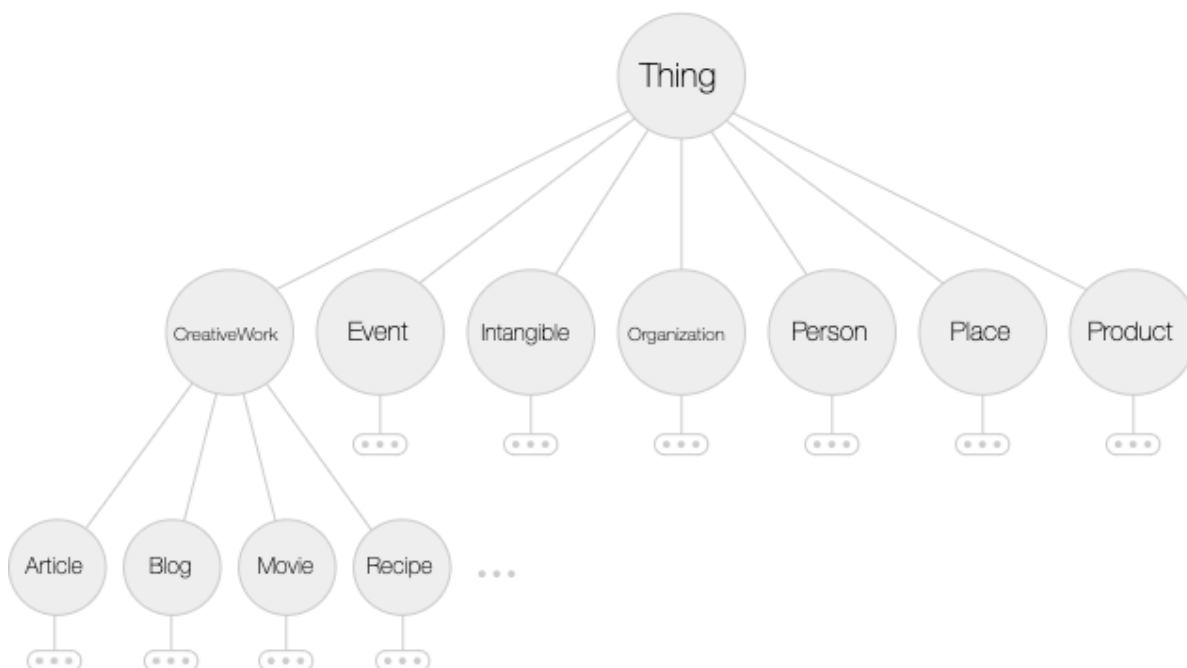 Thing
CreativeWork
Event
Intangible
Organization
Person
Place
Product
Article
Blog
Movie
Recipe
...